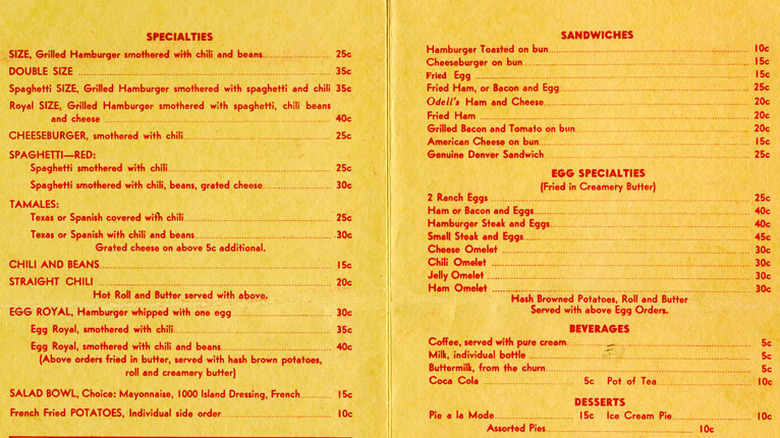 SPECIALTIES
SIZE, Grilled Hamburger smothered with chili and beans 25c
DOUBLE SIZE 35c
Spaghetti SIZE, Grilled Hamburger smothered with spaghetti and chili 35c
Royal SIZE, Grilled Hamburger smothered with spaghetti, chili beans
and cheese 40c
CHEESEBURGER, smothered with chili 25c
SPAGHETTI—RED:
Spaghetti smothered with chili 25c
Spaghetti smothered with chili, beans, grated cheese 30c
TAMALES:
Texas or Spanish covered with chili 25c
Texas or Spanish with chili and beans 30c
Grated cheese on above 5c additional.
CHILI AND BEANS 15c
STRAIGHT CHILI 20c
Hot Roll and Butter served with above.
EGG ROYAL, Hamburger whipped with one egg 30c
Egg Royal, smothered with chili 35c
Egg Royal, smothered with chili and beans 40c
(Above orders fried in butter, served with hash brown potatoes,
roll and creamery butter)
SALAD BOWL, Choice: Mayonnaise, 1000 Island Dressing, French 15c
French Fried POTATOES, Individual side order 10c
SANDWICHES
Hamburger Toasted on bun 10c
Cheeseburger on bun 15c
Fried Egg 15c
Fried Ham, or Bacon and Egg 25c
Odell's Ham and Cheese 20c
Fried Ham 20c
Grilled Bacon and Tomato on bun 20c
American Cheese on bun 15c
Genuine Denver Sandwich 25c
EGG SPECIALTIES
(Fried in Creamery Butter)
2 Ranch Eggs 25c
Ham or Bacon and Eggs 40c
Hamburger Steak and Eggs 40c
Small Steak and Eggs 45c
Cheese Omelet 30c
Chili Omelet 30c
Jelly Omelet 30c
Ham Omelet 30c
Hash Browned Potatoes, Roll and Butter
Served with above Egg Orders.
BEVERAGES
Coffee, served with pure cream 5c
Milk, individual bottle 5c
Buttermilk, from the churn 5c
Coca Cola 5c Pot of Tea 10c
DESSERTS
Pie a la Mode 15c Ice Cream Pie 10c
Assorted Pies 10c